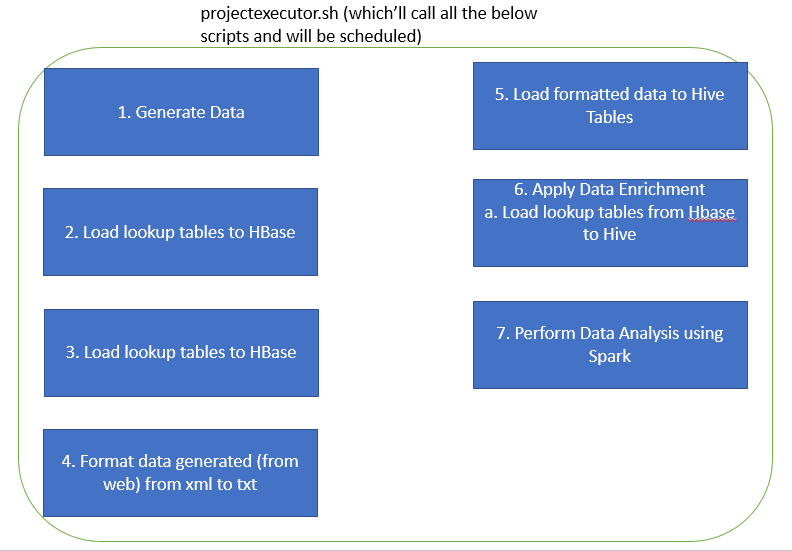 projectexecutor.sh (which’ll call all the below
scripts and will be scheduled)
1. Generate Data
2. Load lookup tables to HBase
3. Load lookup tables to HBase
4. Format data generated (from
web) from xml to txt
5. Load formatted data to Hive
Tables
6. Apply Data Enrichment
a. Load lookup tables from Hbase
to Hive
7. Perform Data Analysis using
Spark